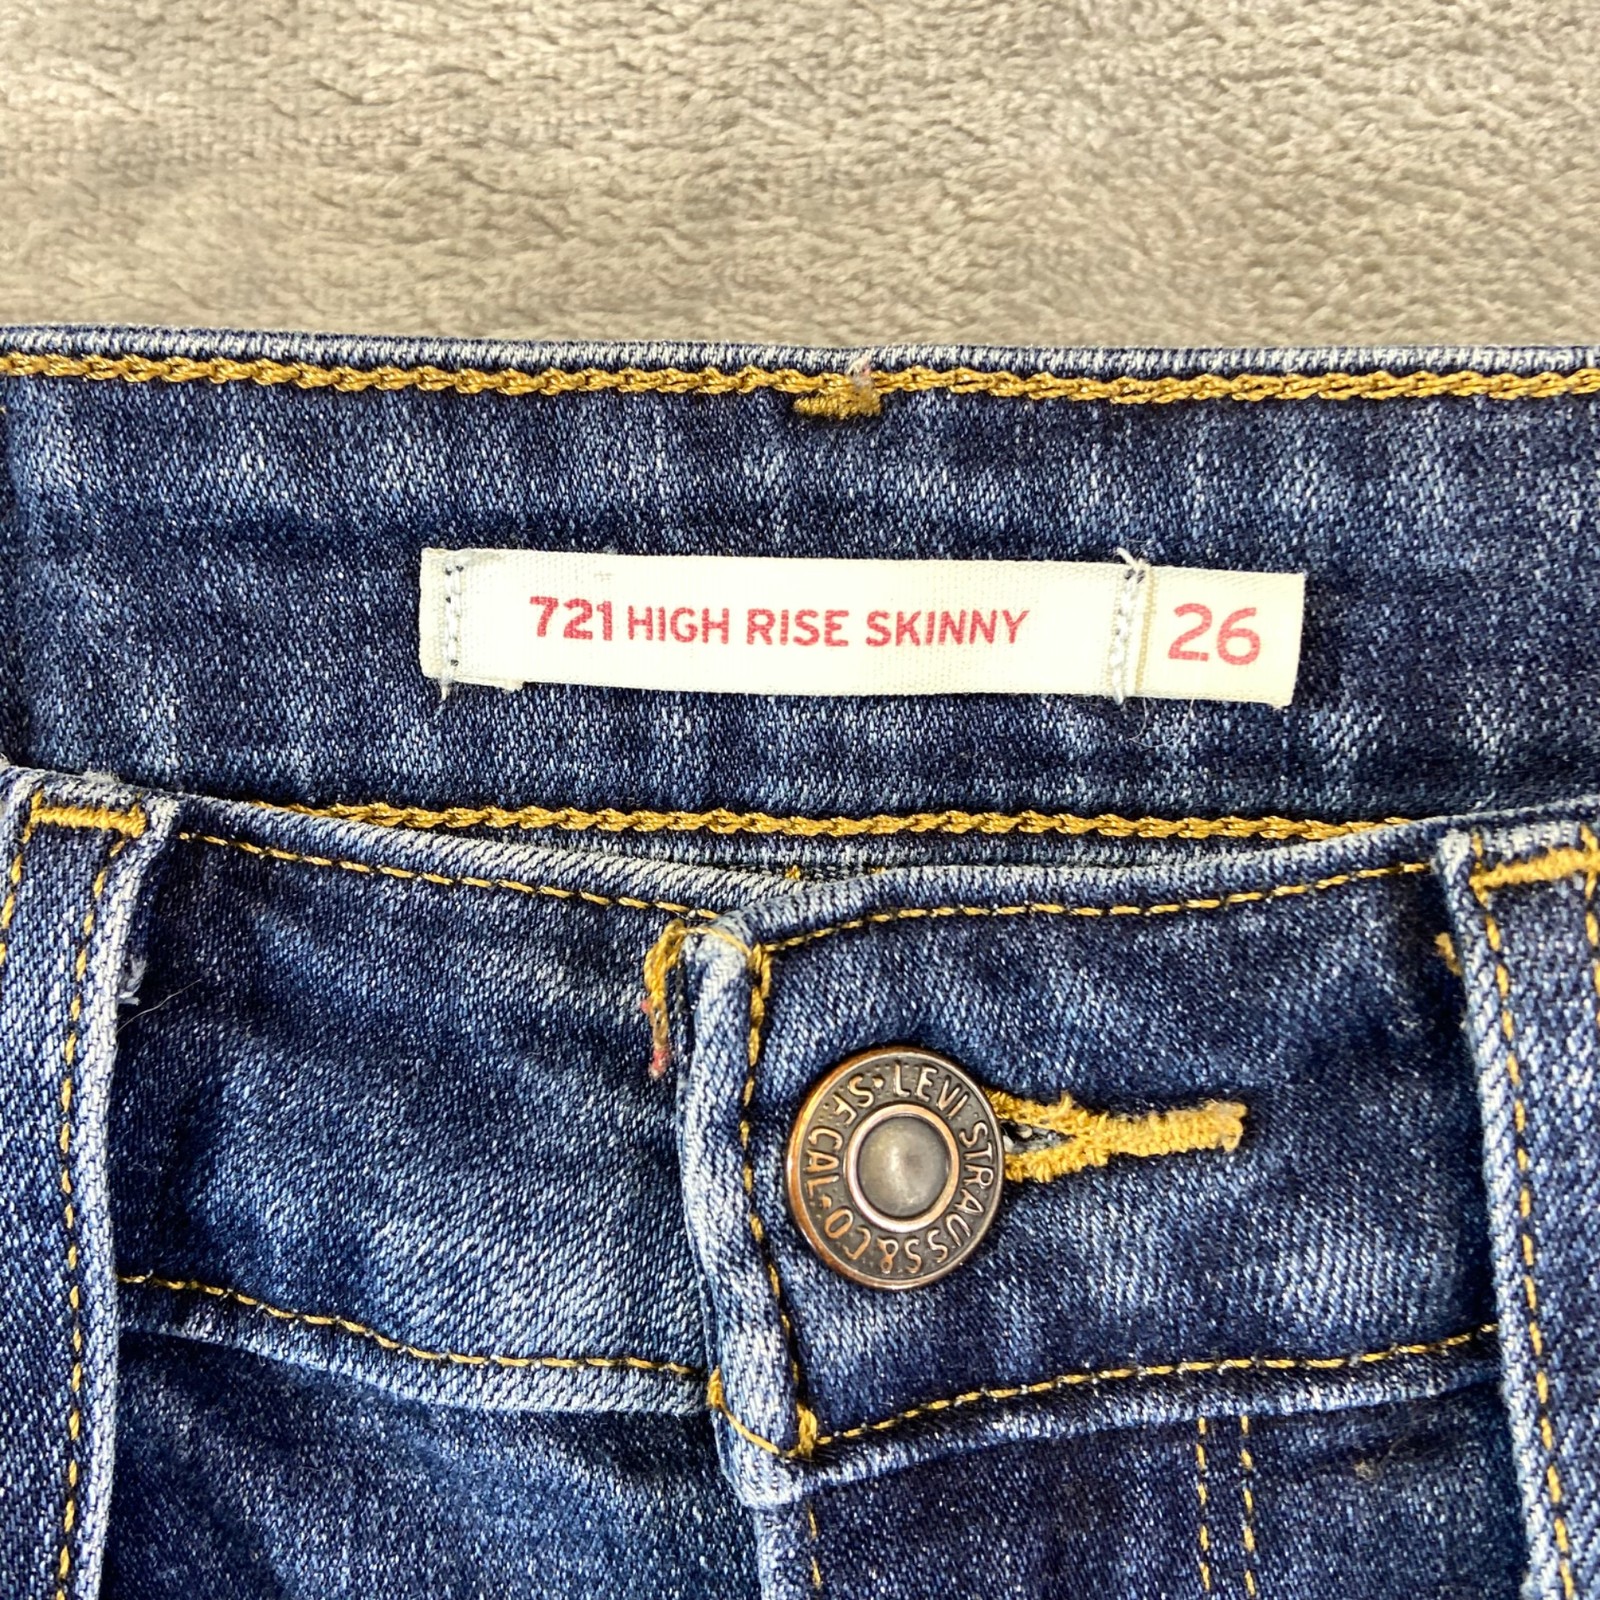 721 HIGH RISE SKINNY 26
LEVI STRAUSS & CO · S.F. CAL ·